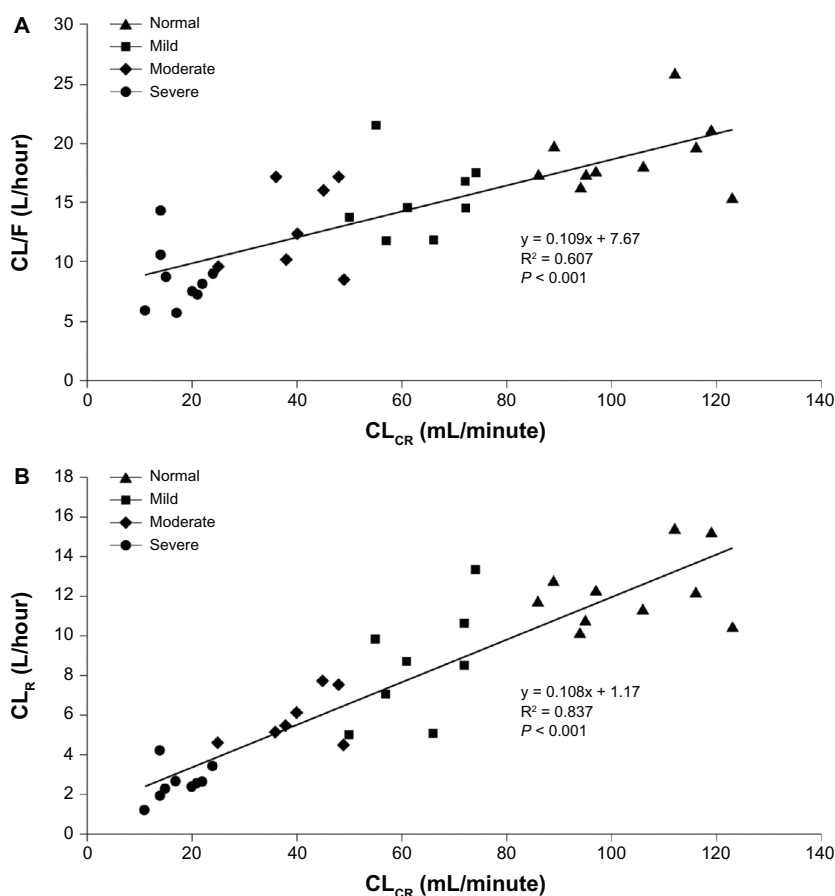 A
Normal
Mild
Moderate
Severe
30
25
20
15
10
5
0
CL/F (L/hour)
y = 0.109x + 7.67
R² = 0.607
P < 0.001
0 20 40 60 80 100 120 140
CL_CR (mL/minute)
B
Normal
Mild
Moderate
Severe
18
16
14
12
10
8
6
4
2
0
CL_R (L/hour)
y = 0.108x + 1.17
R² = 0.837
P < 0.001
0 20 40 60 80 100 120 140
CL_CR (mL/minute)